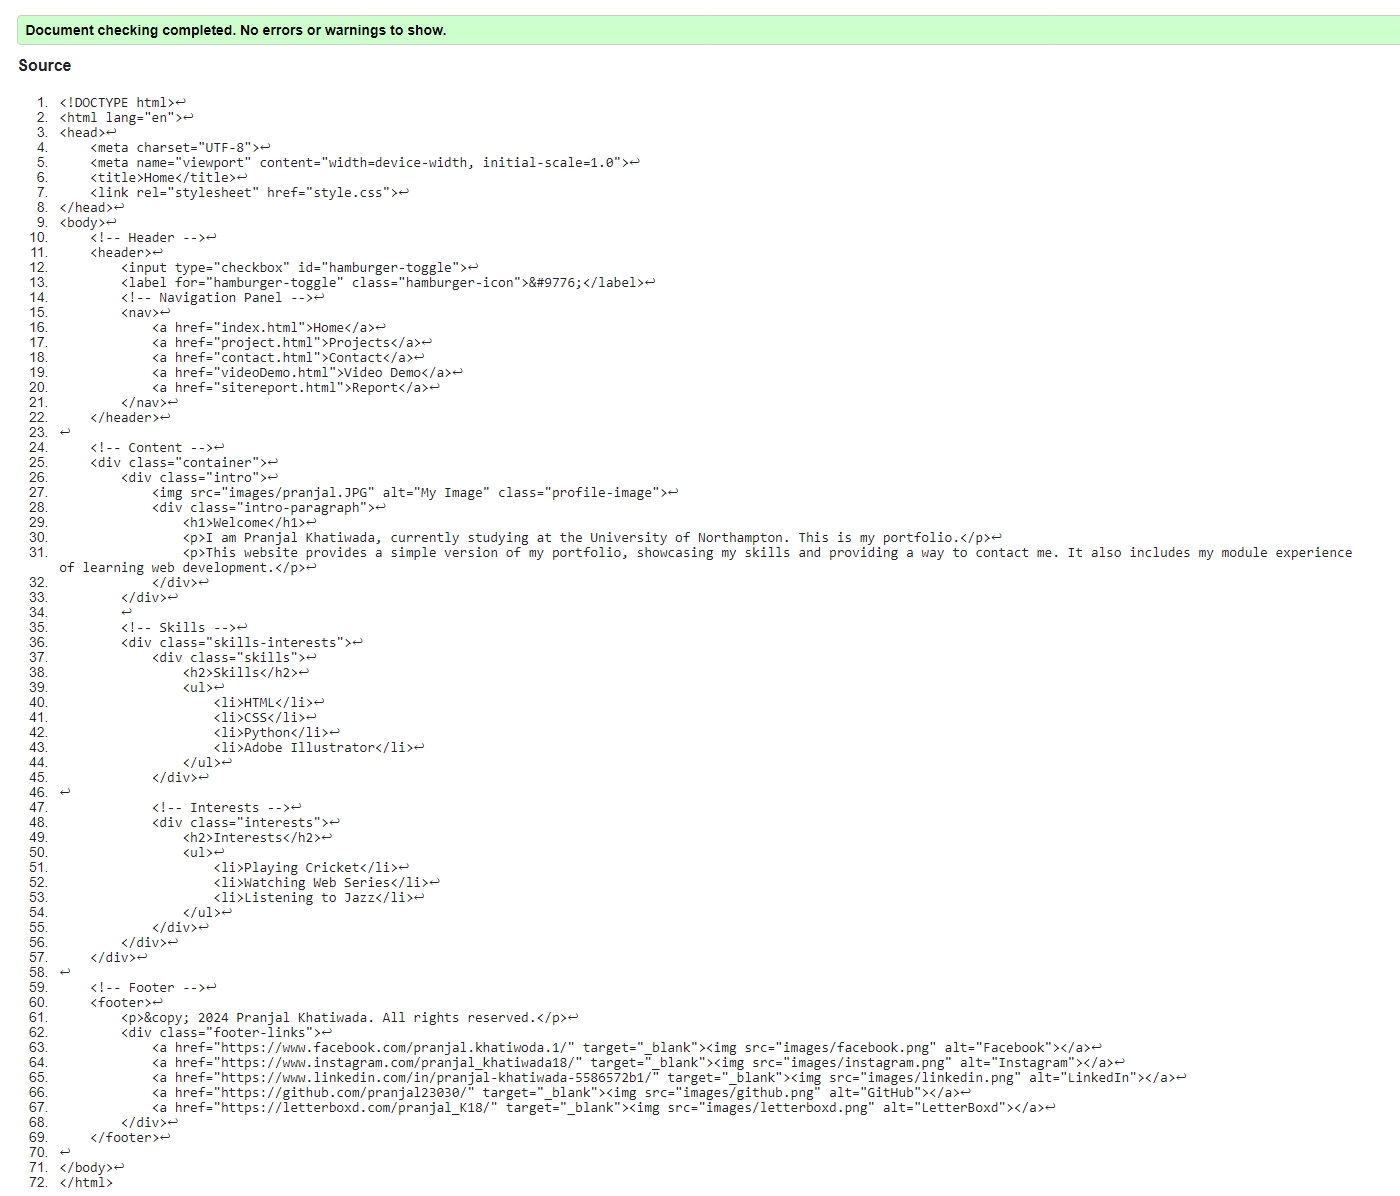 Document checking completed. No errors or warnings to show.
Source
1. <!DOCTYPE html>↩
2. <html lang="en">↩
3. <head>↩
4.     <meta charset="UTF-8">↩
5.     <meta name="viewport" content="width=device-width, initial-scale=1.0">↩
6.     <title>Home</title>↩
7.     <link rel="stylesheet" href="style.css">↩
8. </head>↩
9. <body>↩
10.     <!-- Header -->↩
11.     <header>↩
12.         <input type="checkbox" id="hamburger-toggle">↩
13.         <label for="hamburger-toggle" class="hamburger-icon">&#9776;</label>↩
14.         <!-- Navigation Panel -->↩
15.         <nav>↩
16.             <a href="index.html">Home</a>↩
17.             <a href="project.html">Projects</a>↩
18.             <a href="contact.html">Contact</a>↩
19.             <a href="videoDemo.html">Video Demo</a>↩
20.             <a href="sitereport.html">Report</a>↩
21.         </nav>↩
22.     </header>↩
23. ↩
24.     <!-- Content -->↩
25.     <div class="container">↩
26.         <div class="intro">↩
27.             <img src="images/pranjal.JPG" alt="My Image" class="profile-image">↩
28.             <div class="intro-paragraph">↩
29.                 <h1>Welcome</h1>↩
30.                 <p>I am Pranjal Khatiwada, currently studying at the University of Northampton. This is my portfolio.</p>↩
31.                 <p>This website provides a simple version of my portfolio, showcasing my skills and providing a way to contact me. It also includes my module experience
of learning web development.</p>↩
32.             </div>↩
33.         </div>↩
34.         ↩
35.         <!-- Skills -->↩
36.         <div class="skills-interests">↩
37.             <div class="skills">↩
38.                 <h2>Skills</h2>↩
39.                 <ul>↩
40.                     <li>HTML</li>↩
41.                     <li>CSS</li>↩
42.                     <li>Python</li>↩
43.                     <li>Adobe Illustrator</li>↩
44.                 </ul>↩
45.             </div>↩
46. ↩
47.             <!-- Interests -->↩
48.             <div class="interests">↩
49.                 <h2>Interests</h2>↩
50.                 <ul>↩
51.                     <li>Playing Cricket</li>↩
52.                     <li>Watching Web Series</li>↩
53.                     <li>Listening to Jazz</li>↩
54.                 </ul>↩
55.             </div>↩
56.         </div>↩
57.     </div>↩
58. ↩
59.     <!-- Footer -->↩
60.     <footer>↩
61.         <p>&copy; 2024 Pranjal Khatiwada. All rights reserved.</p>↩
62.         <div class="footer-links">↩
63.             <a href="https://www.facebook.com/pranjal.khatiwoda.1/" target="_blank"><img src="images/facebook.png" alt="Facebook"></a>↩
64.             <a href="https://www.instagram.com/pranjal_khatiwada18/" target="_blank"><img src="images/instagram.png" alt="Instagram"></a>↩
65.             <a href="https://www.linkedin.com/in/pranjal-khatiwada-5586572b1/" target="_blank"><img src="images/linkedin.png" alt="LinkedIn"></a>↩
66.             <a href="https://github.com/pranjal23030/" target="_blank"><img src="images/github.png" alt="GitHub"></a>↩
67.             <a href="https://letterboxd.com/pranjal_K18/" target="_blank"><img src="images/letterboxd.png" alt="LetterBoxd"></a>↩
68.         </div>↩
69.     </footer>↩
70. ↩
71. </body>↩
72. </html>